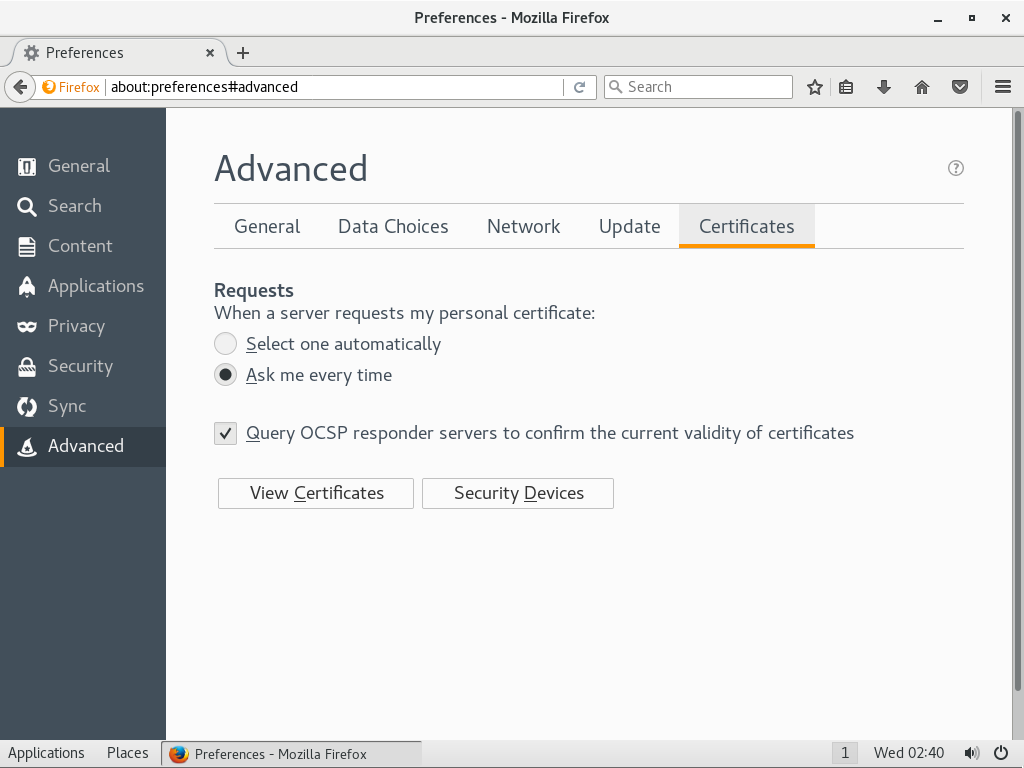 Preferences - Mozilla Firefox
Preferences
Firefox about:preferences#advanced Search
General
Search
Content
Applications
Privacy
Security
Sync
Advanced
Advanced
General Data Choices Network Update Certificates
Requests
When a server requests my personal certificate:
Select one automatically
Ask me every time
Query OCSP responder servers to confirm the current validity of certificates
View Certificates Security Devices
Applications Places Preferences - Mozilla Firefox 1 Wed 02:40